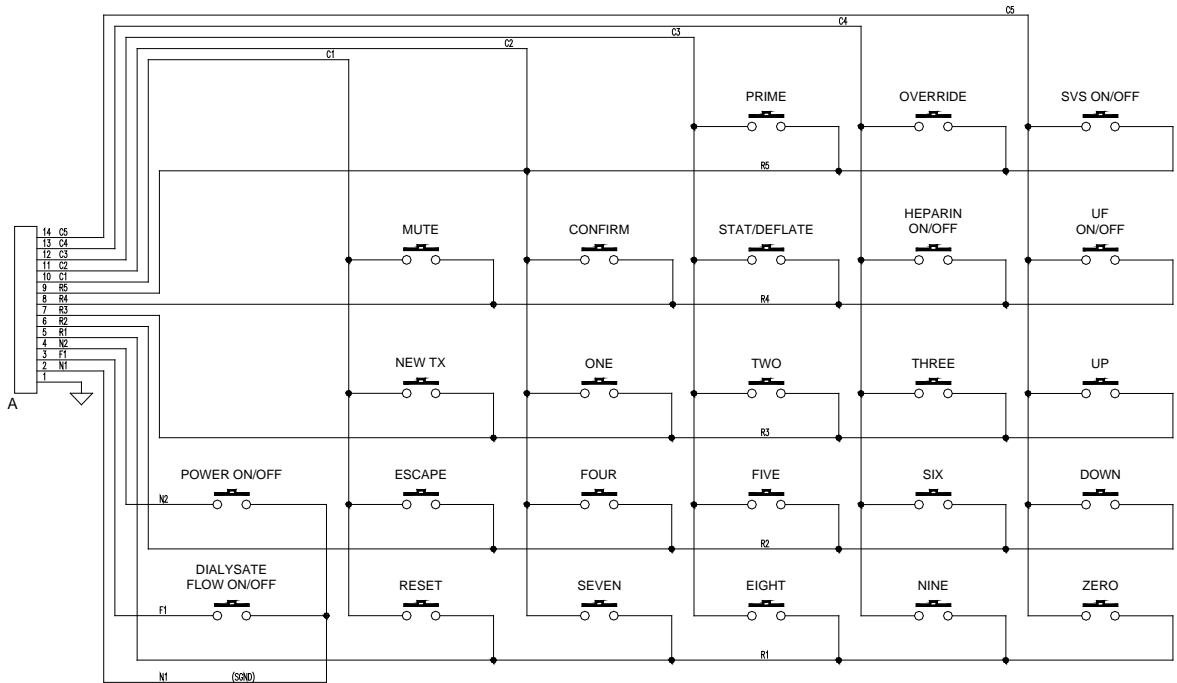 C5
C4
C3
C2
C1
PRIME
OVERRIDE
SVS ON/OFF
R5
14 C5
13 C4
12 C3
11 C2
10 C1
9 R5
8 R4
7 R3
6 R2
5 R1
4 N2
3 F1
2 N1
1
A
MUTE
CONFIRM
STAT/DEFLATE
HEPARIN
ON/OFF
UF
ON/OFF
R4
NEW TX
ONE
TWO
THREE
UP
R3
POWER ON/OFF
ESCAPE
FOUR
FIVE
SIX
DOWN
N2
R2
DIALYSATE
FLOW ON/OFF
RESET
SEVEN
EIGHT
NINE
ZERO
F1
R1
N1
(SGND)